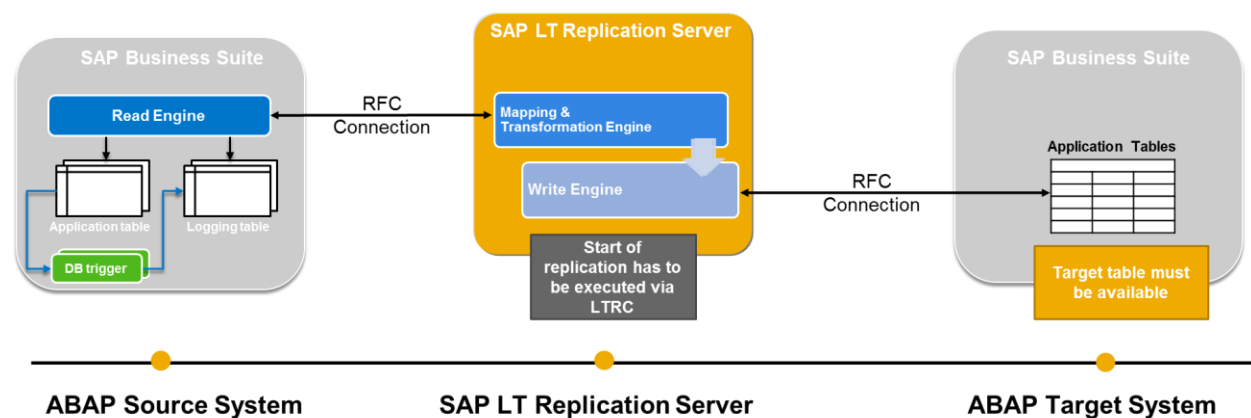 SAP LT Replication Server
SAP Business Suite
SAP Business Suite
Read Engine
RFC
Connection
Mapping &
Transformation Engine
Write Engine
RFC
Connection
Application Tables
Application table
Logging table
DB trigger
Start of
replication has to
be executed via
LTRC
Target table must
be available
ABAP Source System
SAP LT Replication Server
ABAP Target System